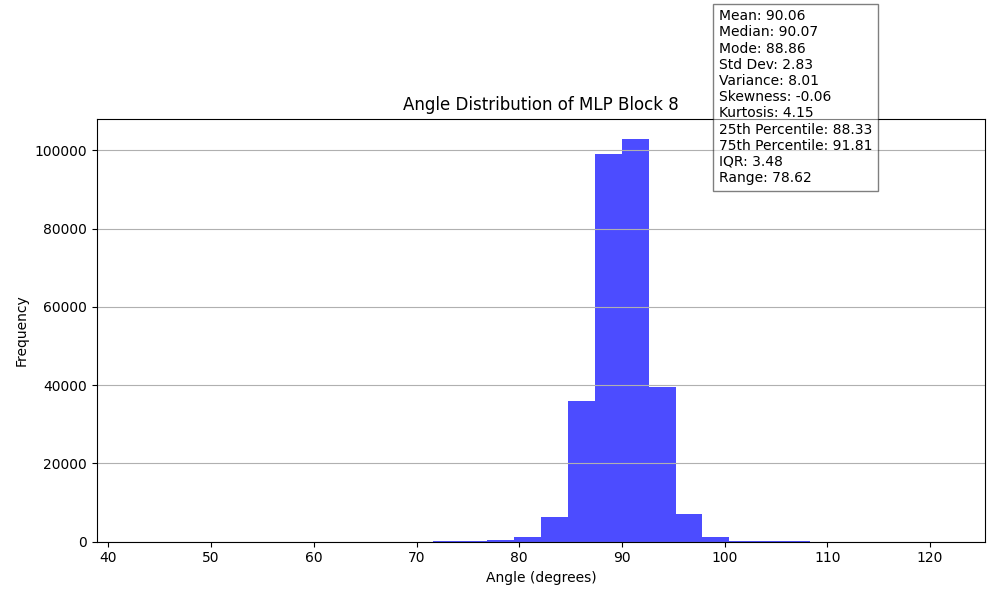 Mean: 90.06
Median: 90.07
Mode: 88.86
Std Dev: 2.83
Variance: 8.01
Skewness: -0.06
Kurtosis: 4.15
25th Percentile: 88.33
75th Percentile: 91.81
IQR: 3.48
Range: 78.62
Angle Distribution of MLP Block 8
Frequency
100000
80000
60000
40000
20000
0
40 50 60 70 80 90 100 110 120
Angle (degrees)